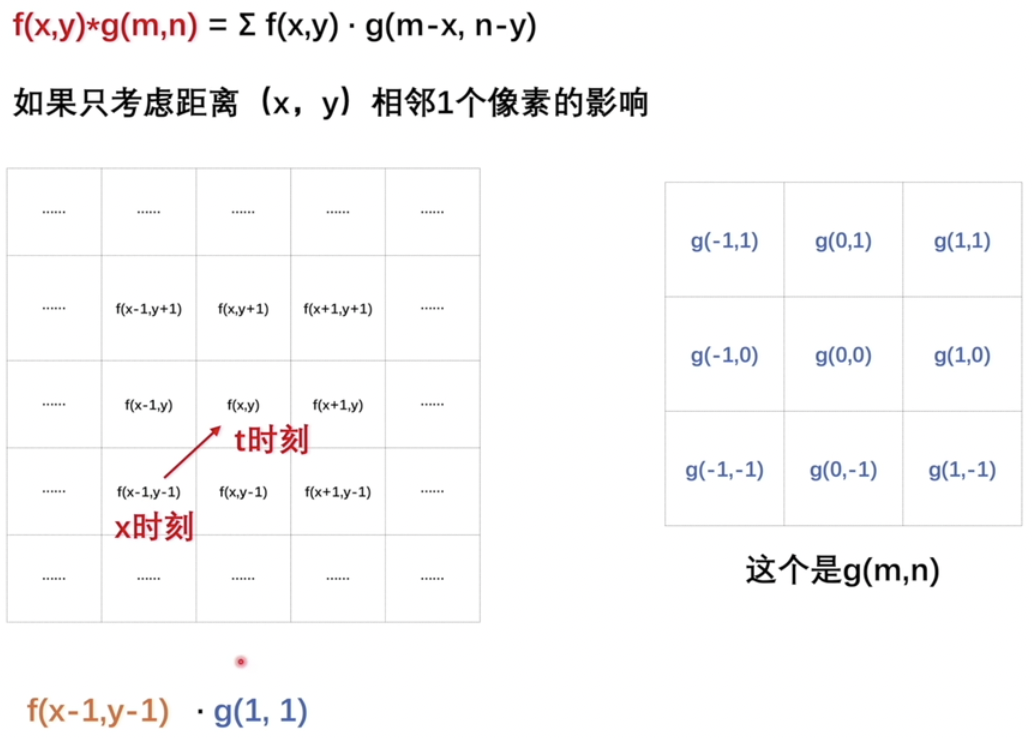 f(x,y)*g(m,n) = Σ f(x,y) · g(m-x, n-y)
如果只考虑距离（x，y）相邻1个像素的影响
...... ...... ...... ...... ......
...... f(x-1,y+1) f(x,y+1) f(x+1,y+1) ......
...... f(x-1,y) f(x,y) f(x+1,y) ......
t时刻
...... f(x-1,y-1) f(x,y-1) f(x+1,y-1) ......
x时刻
...... ...... ...... ...... ......
g(-1,1) g(0,1) g(1,1)
g(-1,0) g(0,0) g(1,0)
g(-1,-1) g(0,-1) g(1,-1)
这个是g(m,n)
f(x-1,y-1) · g(1, 1)